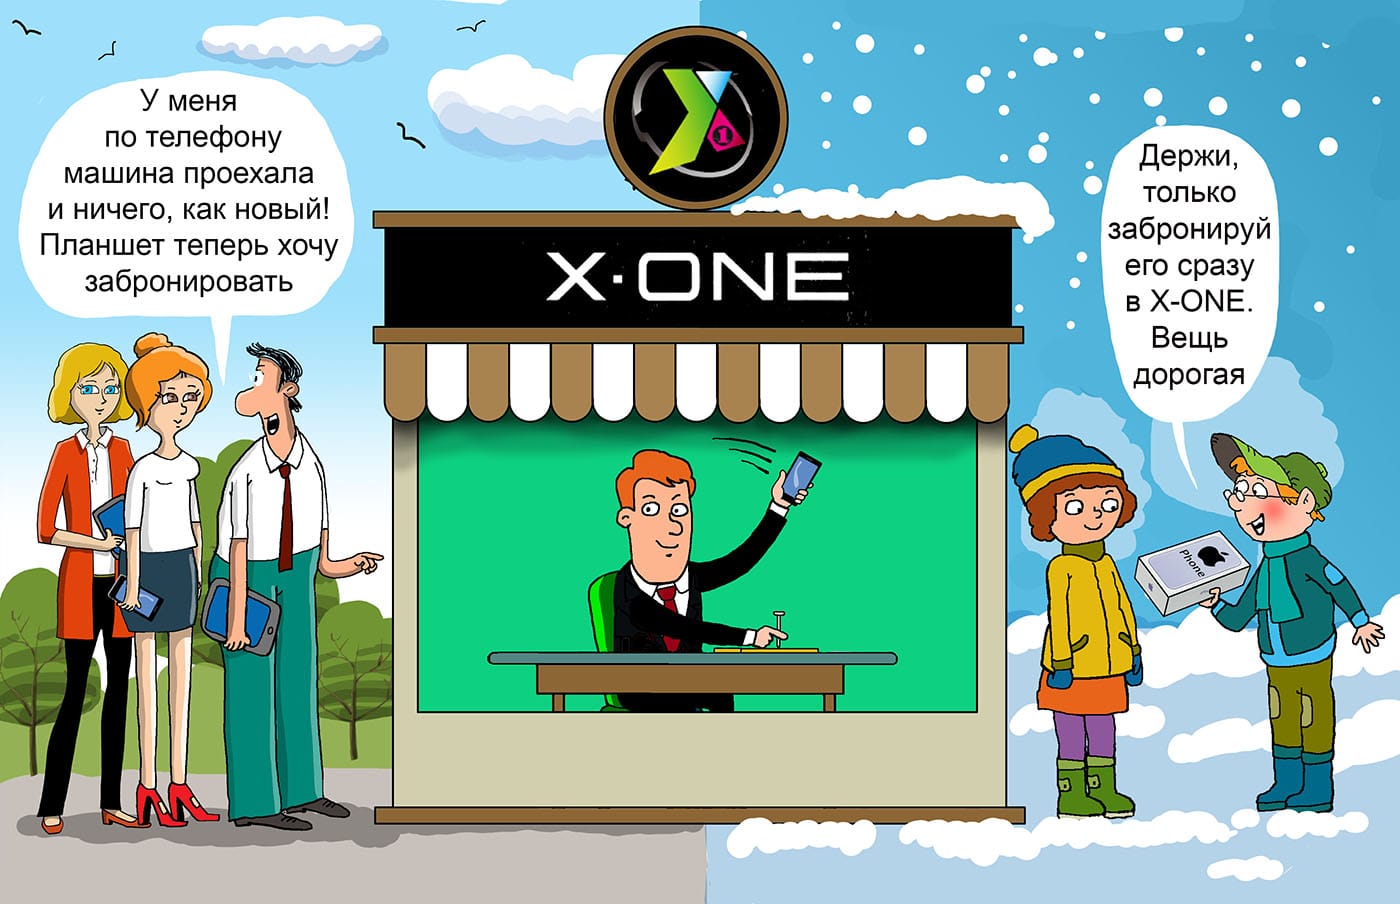 У меня
по телефону
машина проехала
и ничего, как новый!
Планшет теперь хочу
забронировать
1
X·ONE
Держи,
только
забронируй
его сразу
в X-ONE.
Вещь
дорогая
Phone